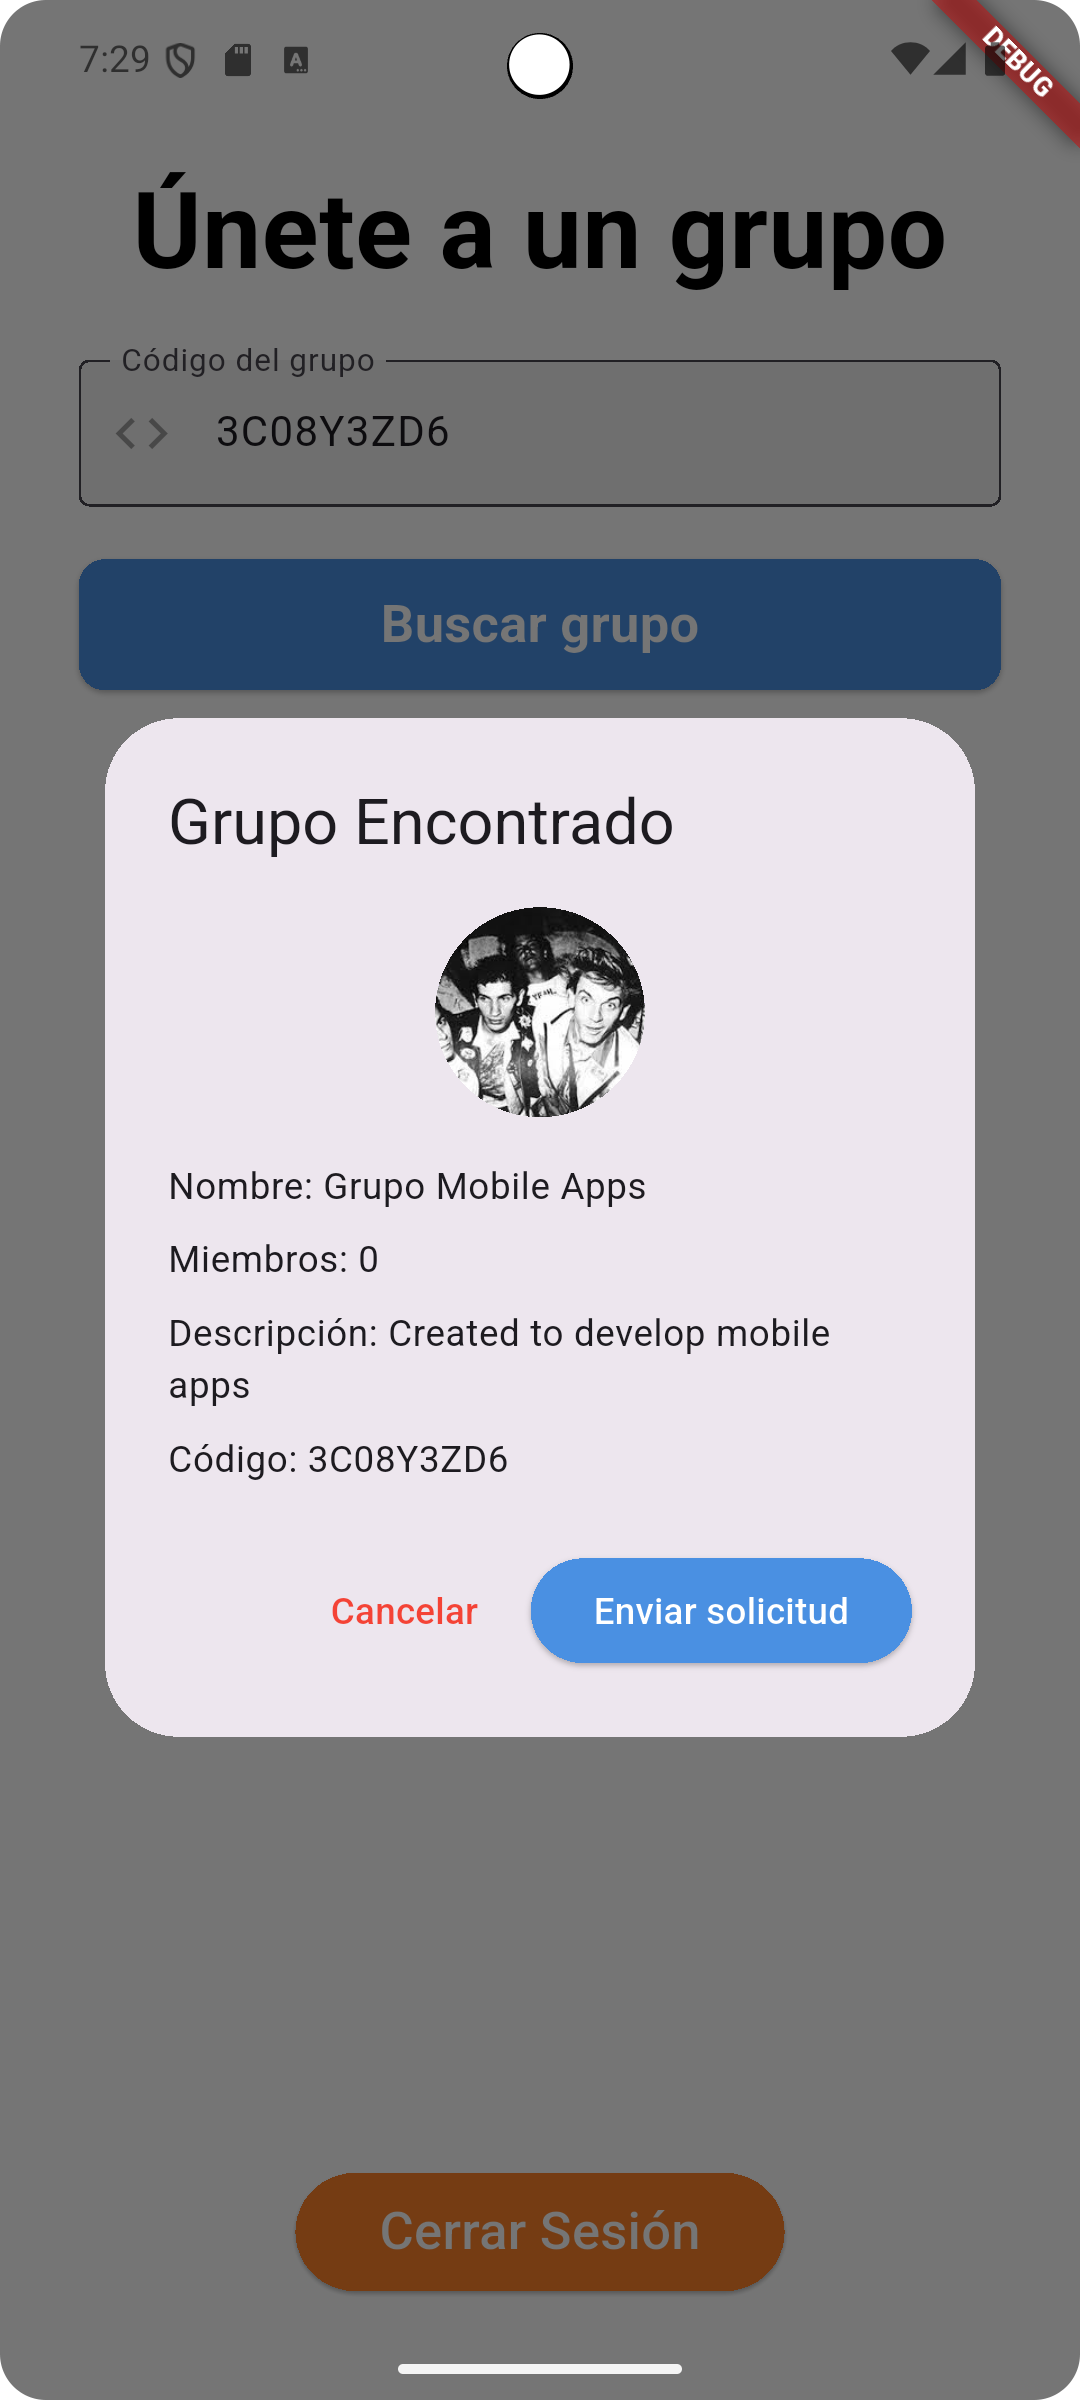 7:29
DEBUG
Únete a un grupo
Código del grupo
3C08Y3ZD6
Buscar grupo
Grupo Encontrado
Nombre: Grupo Mobile Apps
Miembros: 0
Descripción: Created to develop mobile
apps
Código: 3C08Y3ZD6
Cancelar
Enviar solicitud
Cerrar Sesión